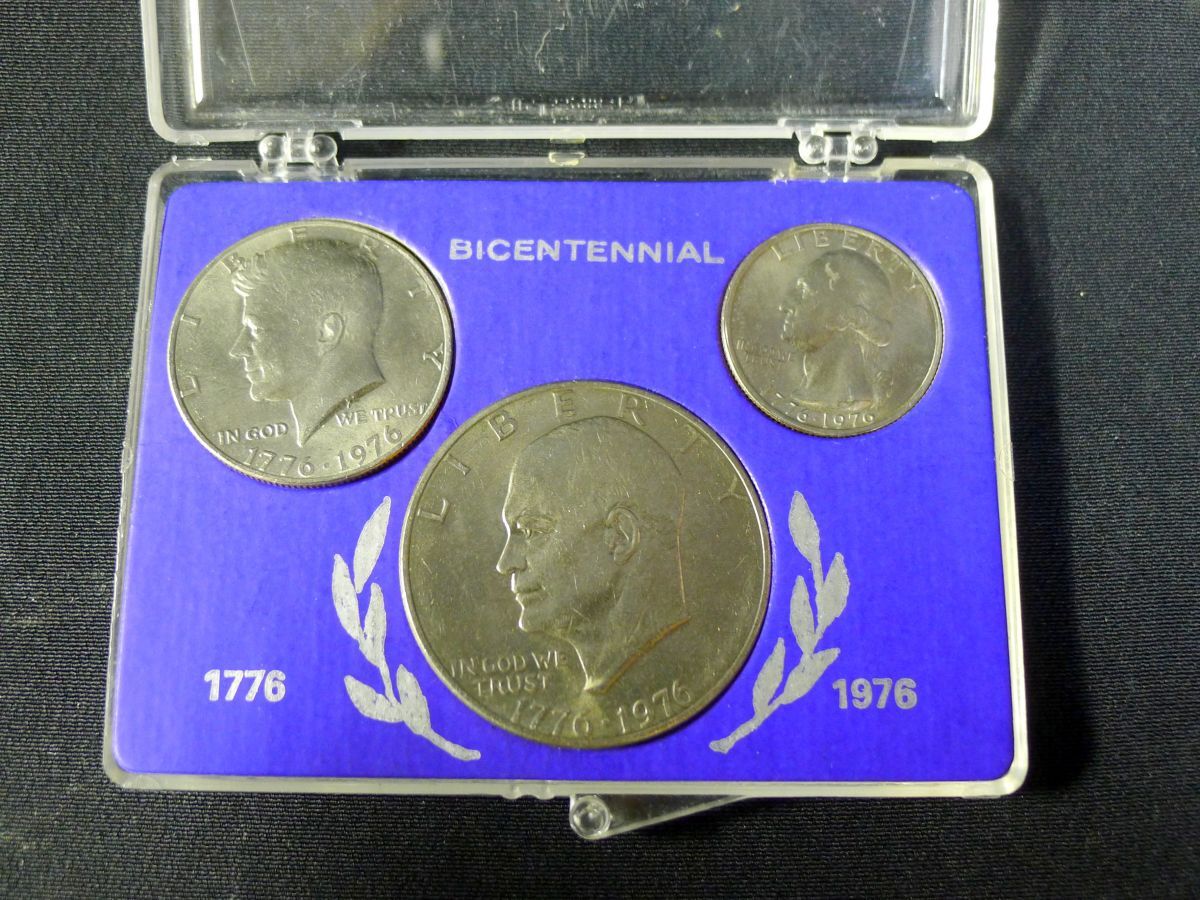 BICENTENNIAL
LIBERTY
IN GOD WE TRUST
1776·1976
LIBERTY
IN GOD WE
TRUST
1776·1976
LIBERTY
1776·1976
1776
1976